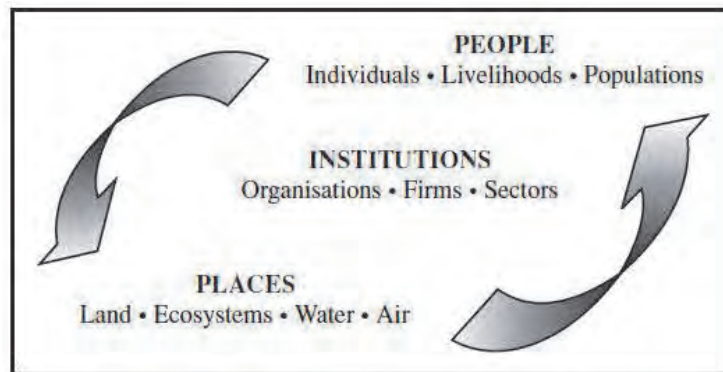 PEOPLE
Individuals • Livelihoods • Populations
INSTITUTIONS
Organisations • Firms • Sectors
PLACES
Land • Ecosystems • Water • Air